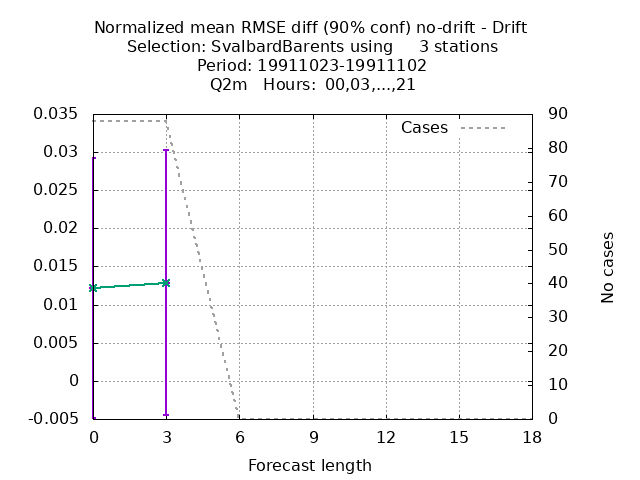 Normalized mean RMSE diff (90% conf) no-drift - Drift
Selection: SvalbardBarents using     3 stations
Period: 19911023-19911102
Q2m   Hours:  00,03,...,21
Cases
0.035
0.03
0.025
0.02
0.015
0.01
0.005
0
-0.005
90
80
70
60
50
40
30
20
10
0
No cases
0 3 6 9 12 15 18
Forecast length